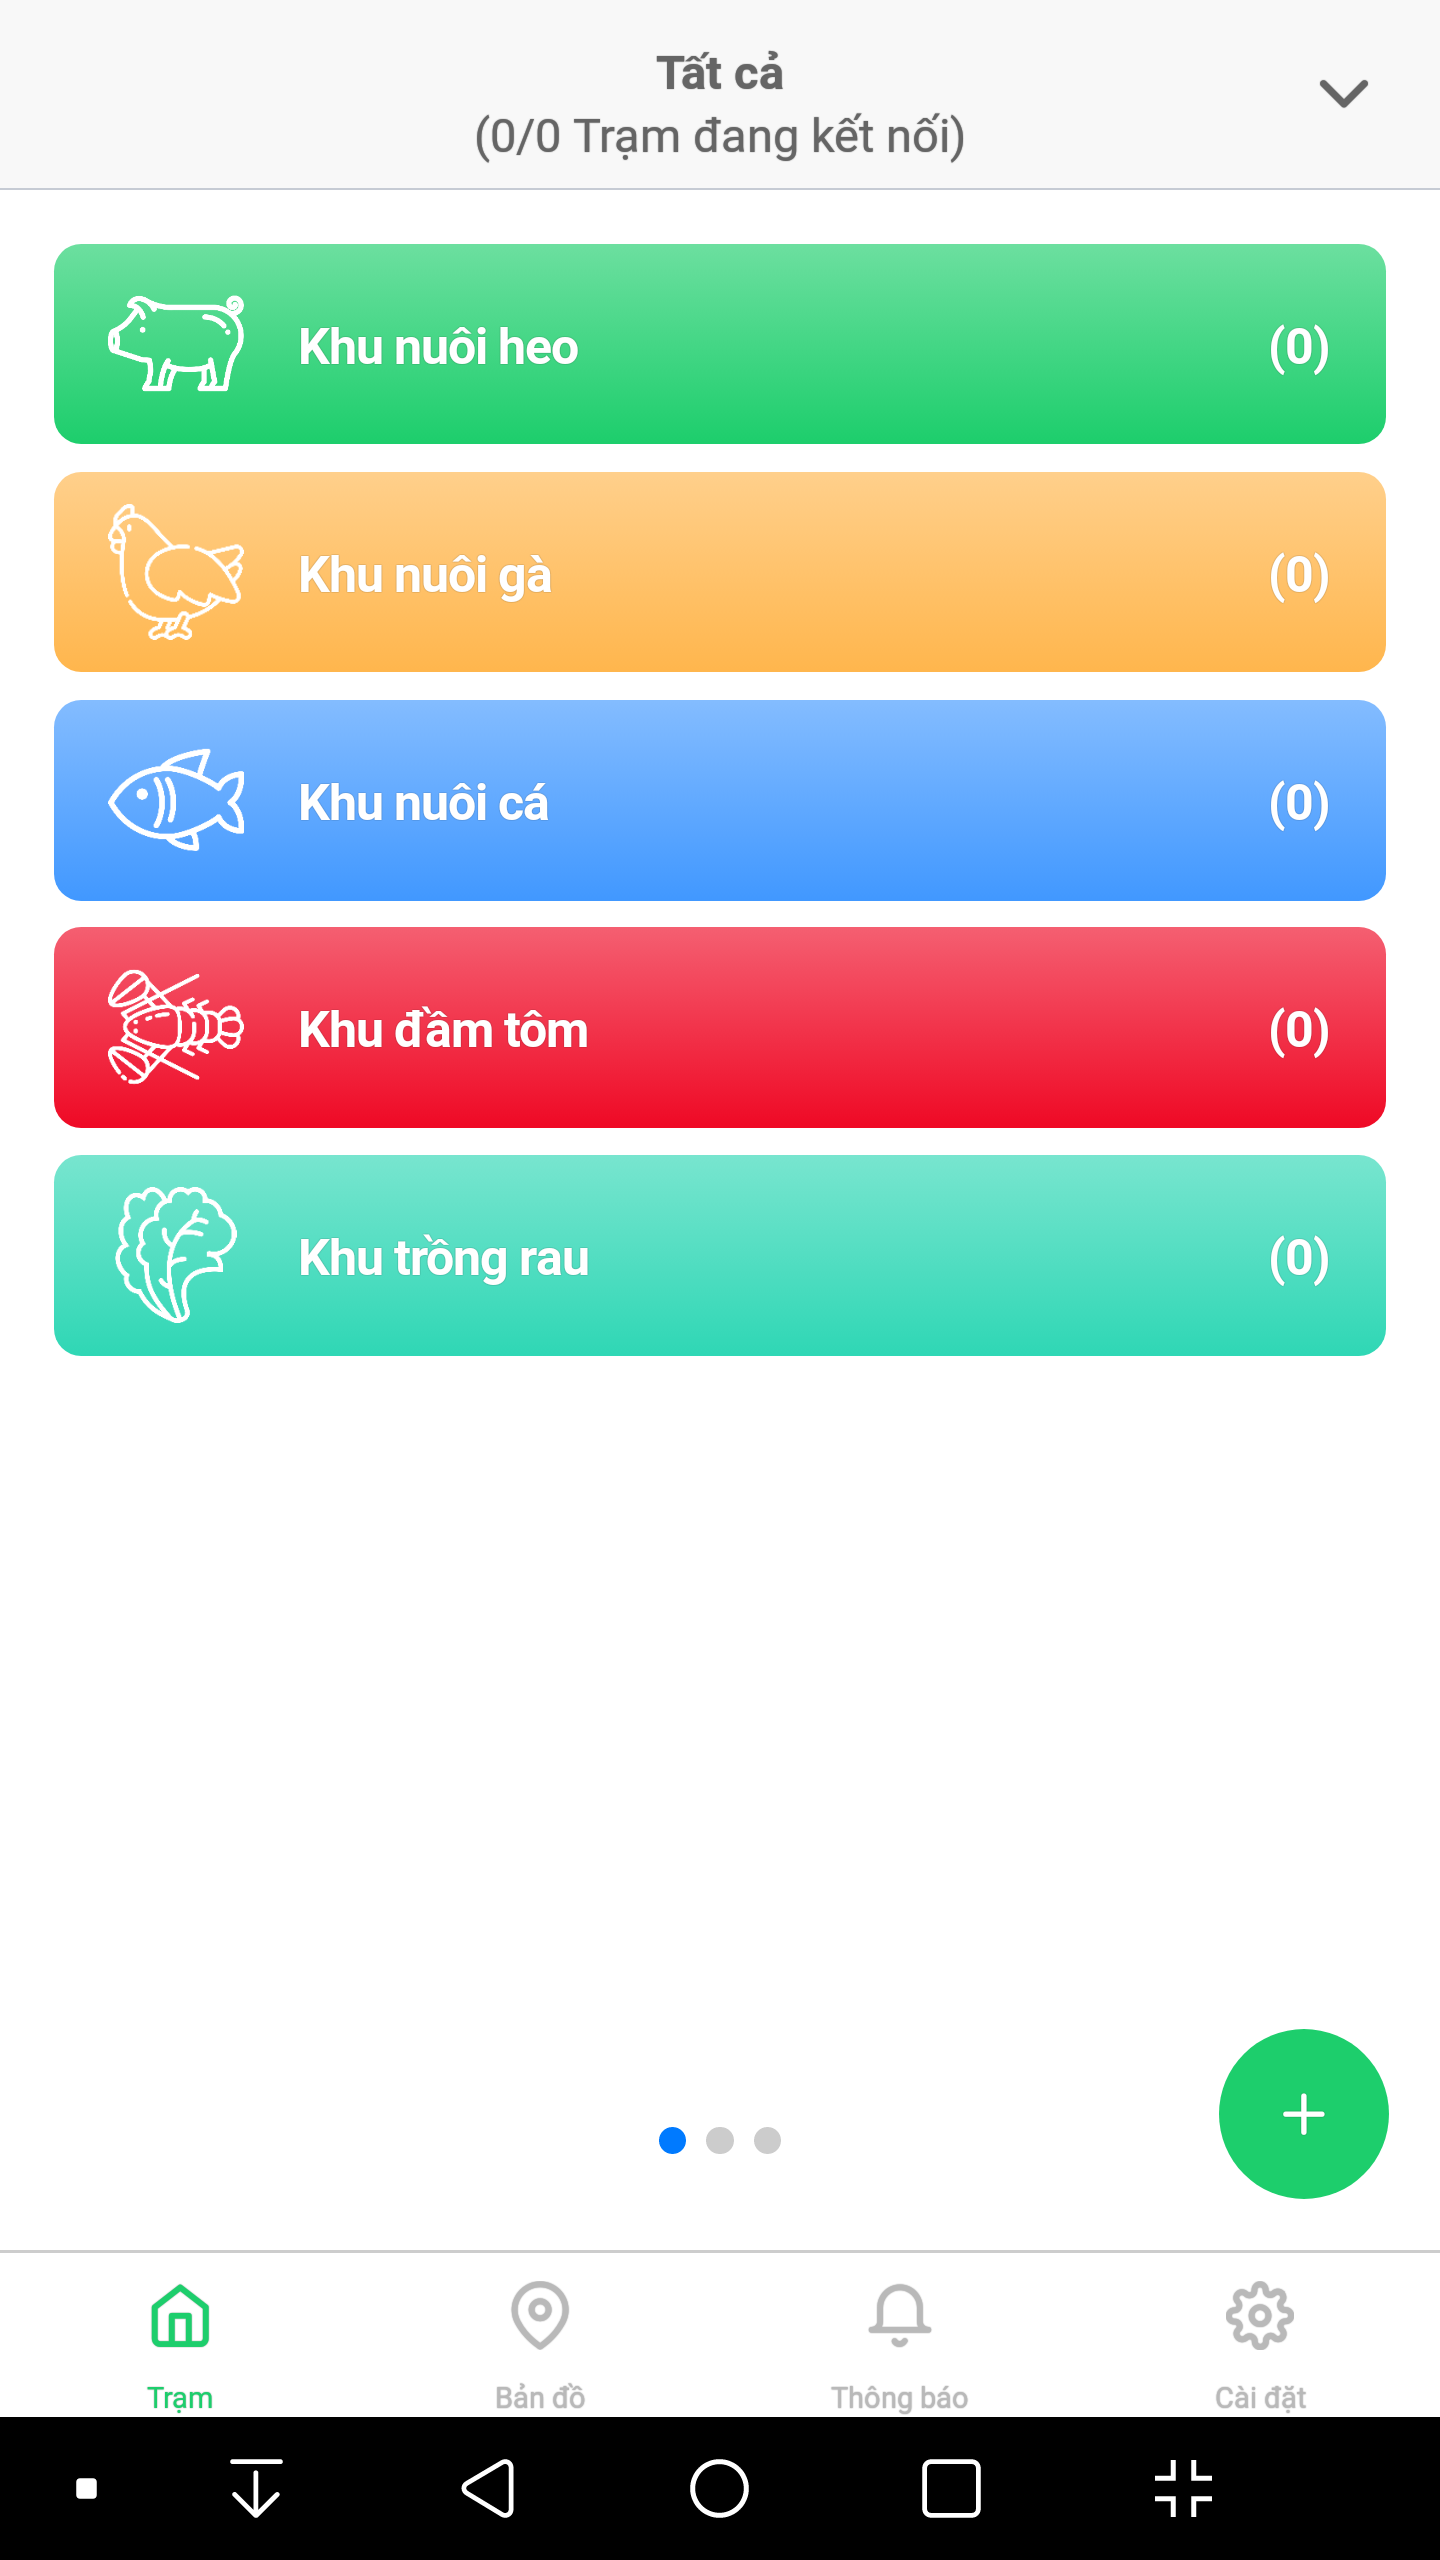 Tất cả
(0/0 Trạm đang kết nối)
Khu nuôi heo (0)
Khu nuôi gà (0)
Khu nuôi cá (0)
Khu đầm tôm (0)
Khu trồng rau (0)
Trạm Bản đồ Thông báo Cài đặt